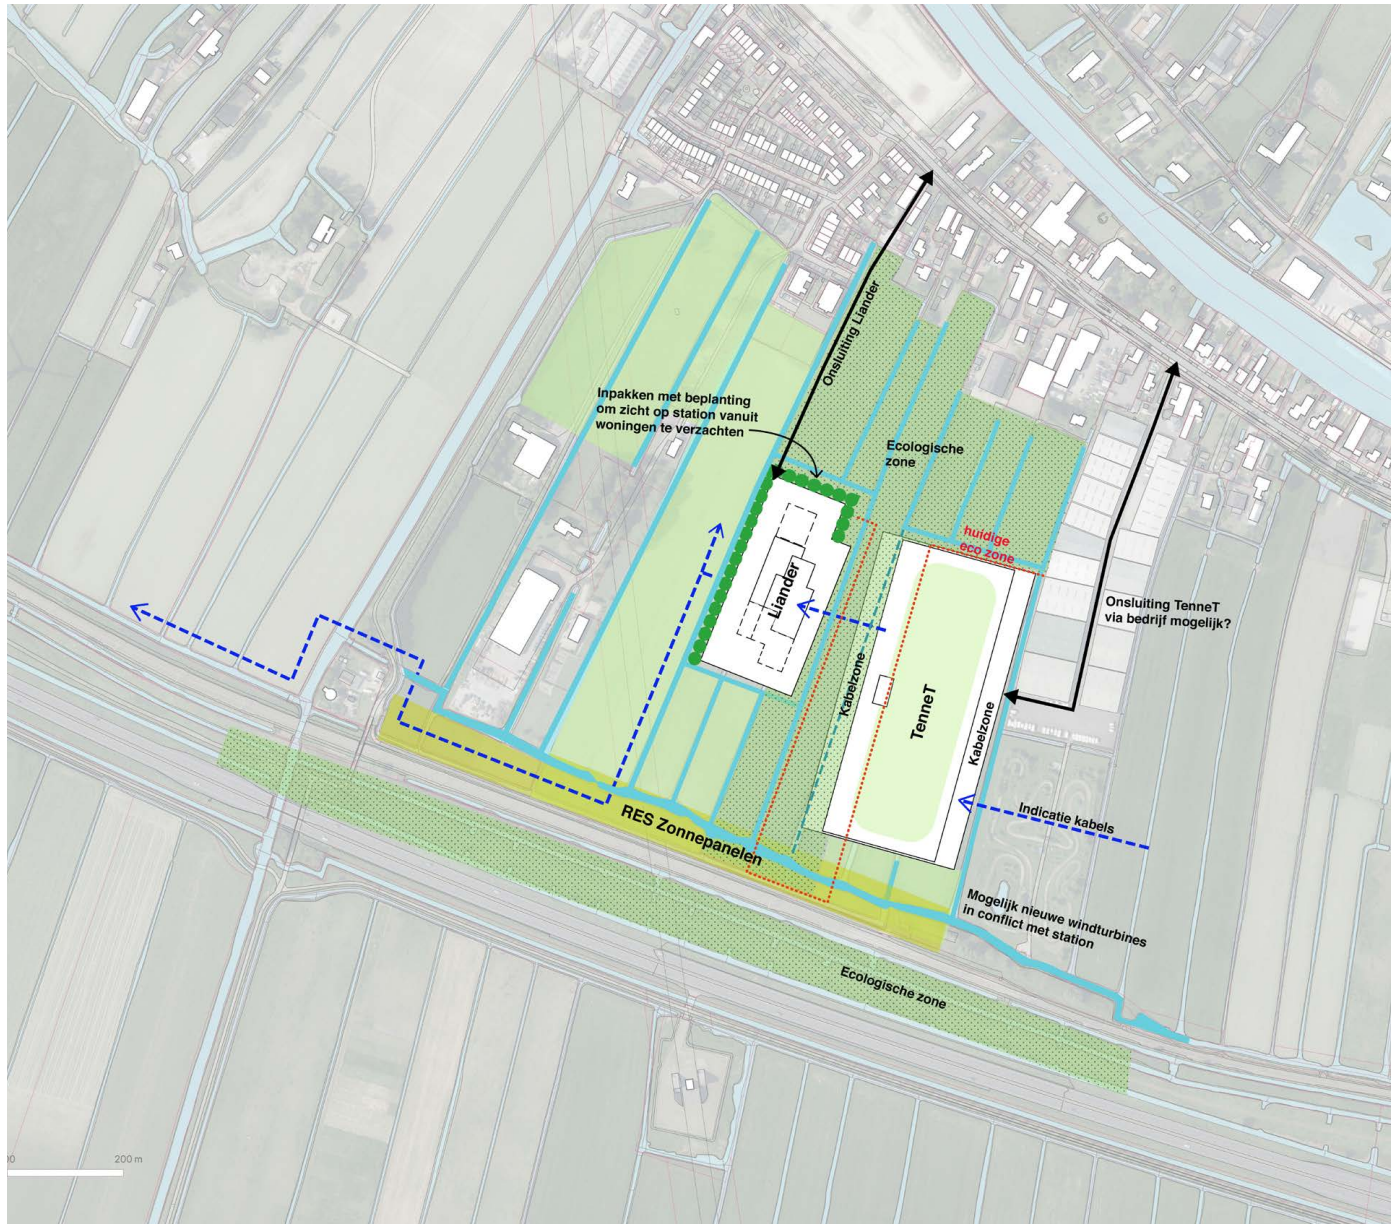 Onsluiting Liander
Inpakken met beplanting
om zicht op station vanuit
woningen te verzachten
Ecologische
zone
huidige
eco zone
Liander
Onsluiting TenneT
via bedrijf mogelijk?
Kabelzone
TenneT
Kabelzone
Indicatie kabels
RES Zonnepanelen
Mogelijk nieuwe windturbines
in conflict met station
Ecologische zone
200 m